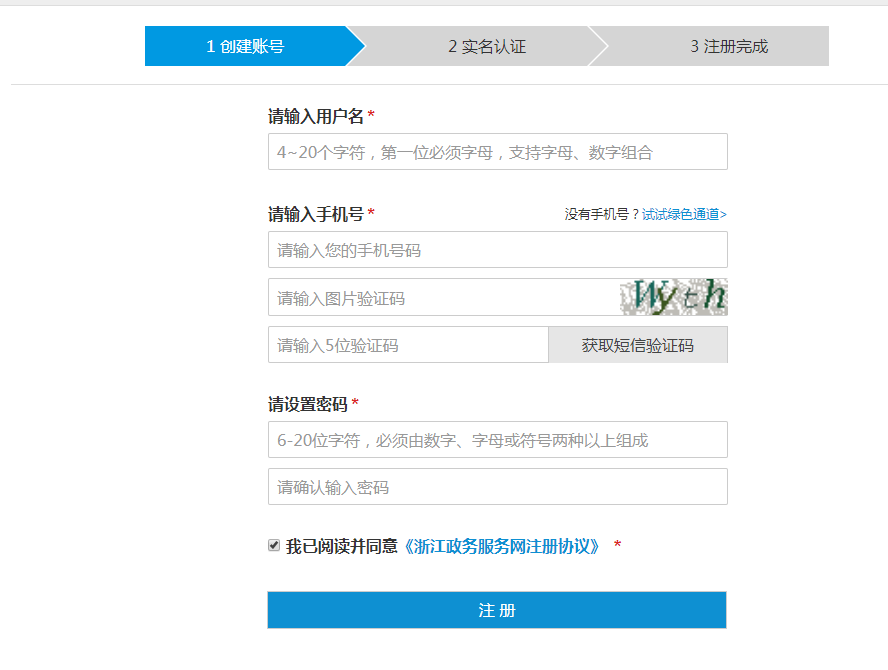 1 创建账号
2 实名认证
3 注册完成
请输入用户名*
4~20个字符，第一位必须字母，支持字母、数字组合
请输入手机号* 没有手机号？试试绿色通道>
请输入您的手机号码
请输入图片验证码 Wyth
请输入5位验证码 获取短信验证码
请设置密码*
6-20位字符，必须由数字、字母或符号两种以上组成
请确认输入密码
我已阅读并同意《浙江政务服务网注册协议》 *
注 册